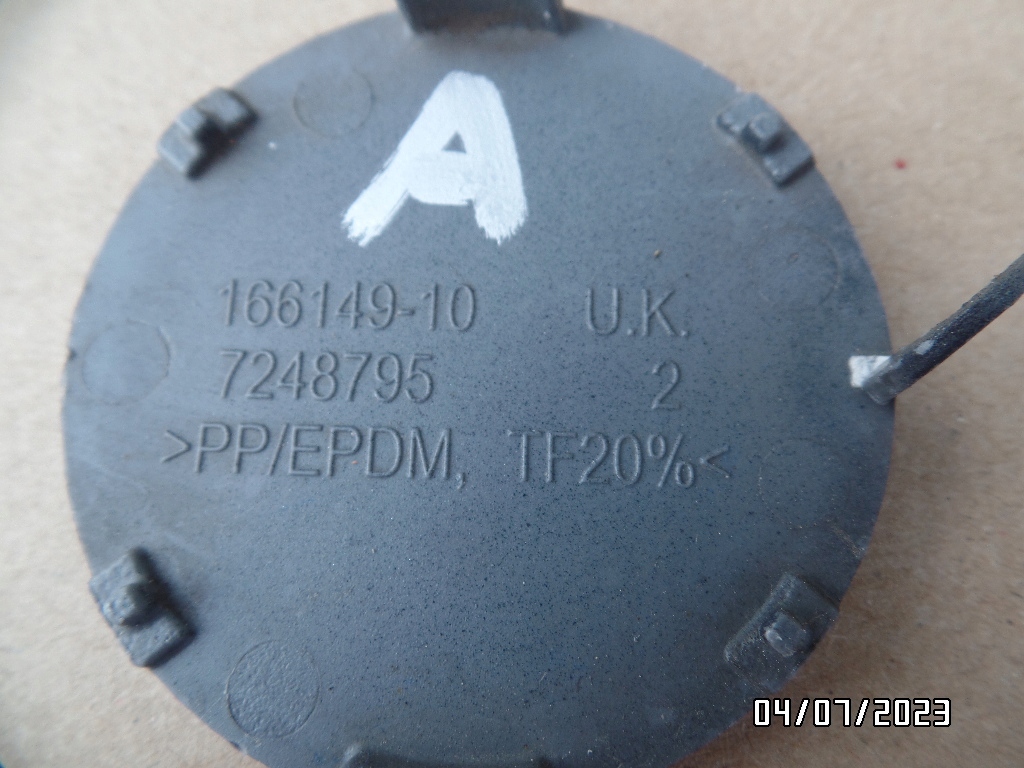 A
166149-10 U.K.
7248795 2
>PP/EPDM, TF20%<
04/07/2023